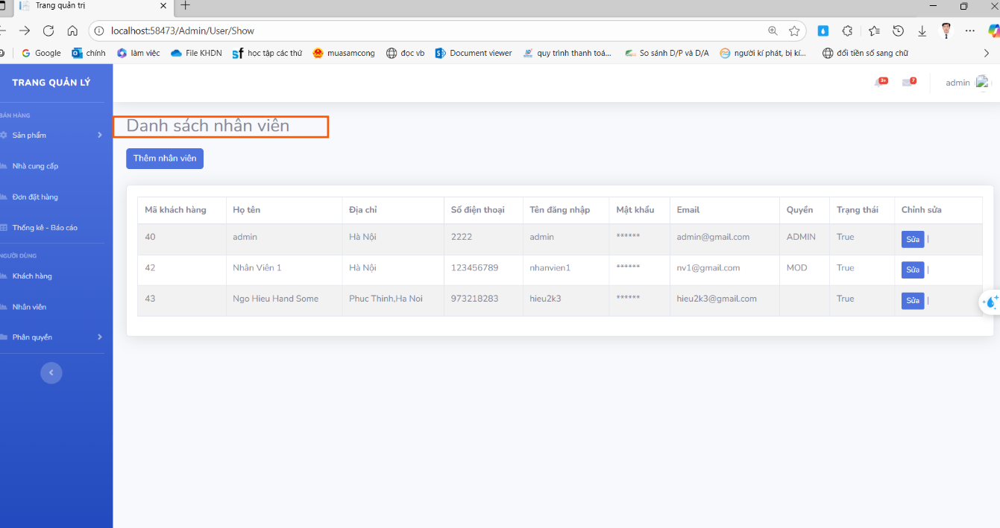 Trang quản trị
localhost:58473/Admin/User/Show
Google chính làm việc File KHDN học tập các thứ muasamcong đọc vb Document viewer quy trình thanh toá... So sánh D/P và D/A người kí phát, bị kí... đổi tiền số sang chữ
TRANG QUẢN LÝ
3+ 7 admin
BÁN HÀNG
Sản phẩm
Nhà cung cấp
Đơn đặt hàng
Thống kê - Báo cáo
NGƯỜI DÙNG
Khách hàng
Nhân viên
Phân quyền
Danh sách nhân viên
Thêm nhân viên
Mã khách hàng Họ tên Địa chỉ Số điện thoại Tên đăng nhập Mật khẩu Email Quyền Trạng thái Chỉnh sửa
40 admin Hà Nội 2222 admin ****** admin@gmail.com ADMIN True Sửa |
42 Nhân Viên 1 Hà Nội 123456789 nhanvien1 ****** nv1@gmail.com MOD True Sửa |
43 Ngo Hieu Hand Some Phuc Thinh,Ha Noi 973218283 hieu2k3 ****** hieu2k3@gmail.com True Sửa |